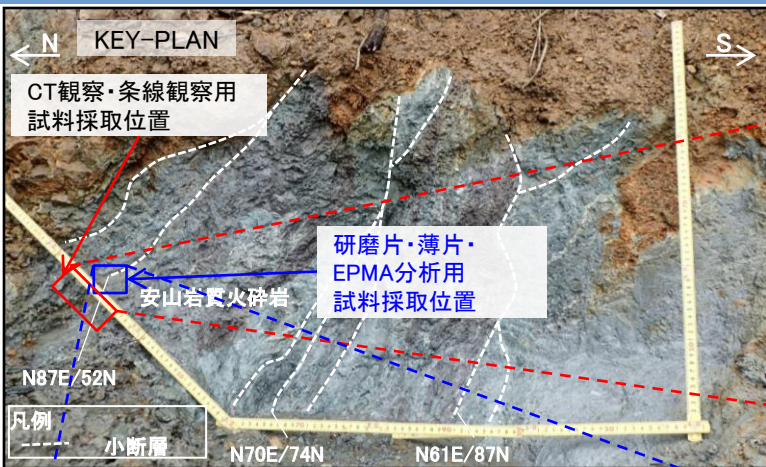 N
KEY-PLAN
S
CT観察・条線観察用
試料採取位置
研磨片・薄片・
EPMA分析用
試料採取位置
安山岩質火砕岩
N87E/52N
凡例
小断層
N70E/74N
N61E/87N